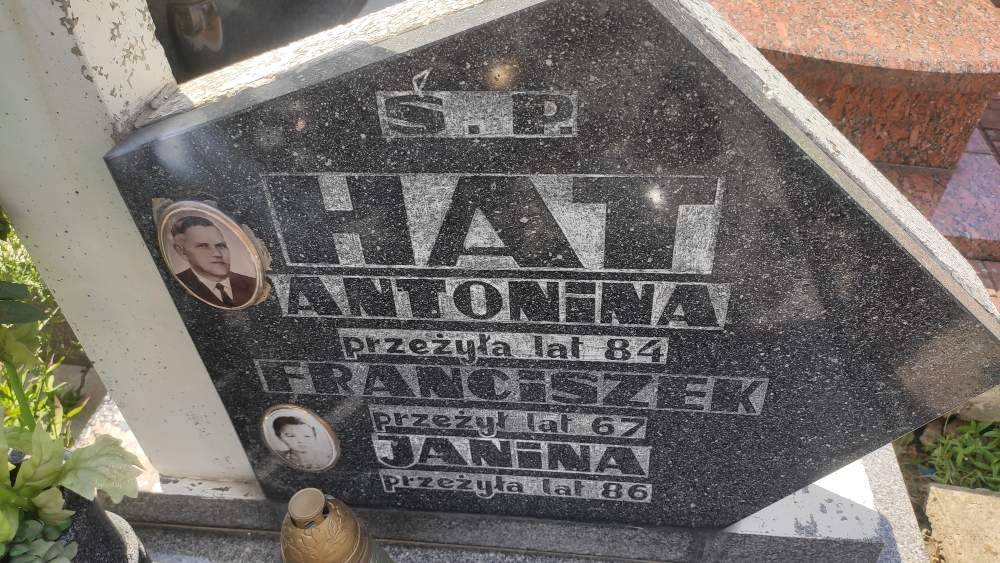 Ś. P.
HAT
ANTONiNA
przeżyła lat 84
FRANCiSZEK
przeżył lat 67
JANiNA
przeżyła lat 86